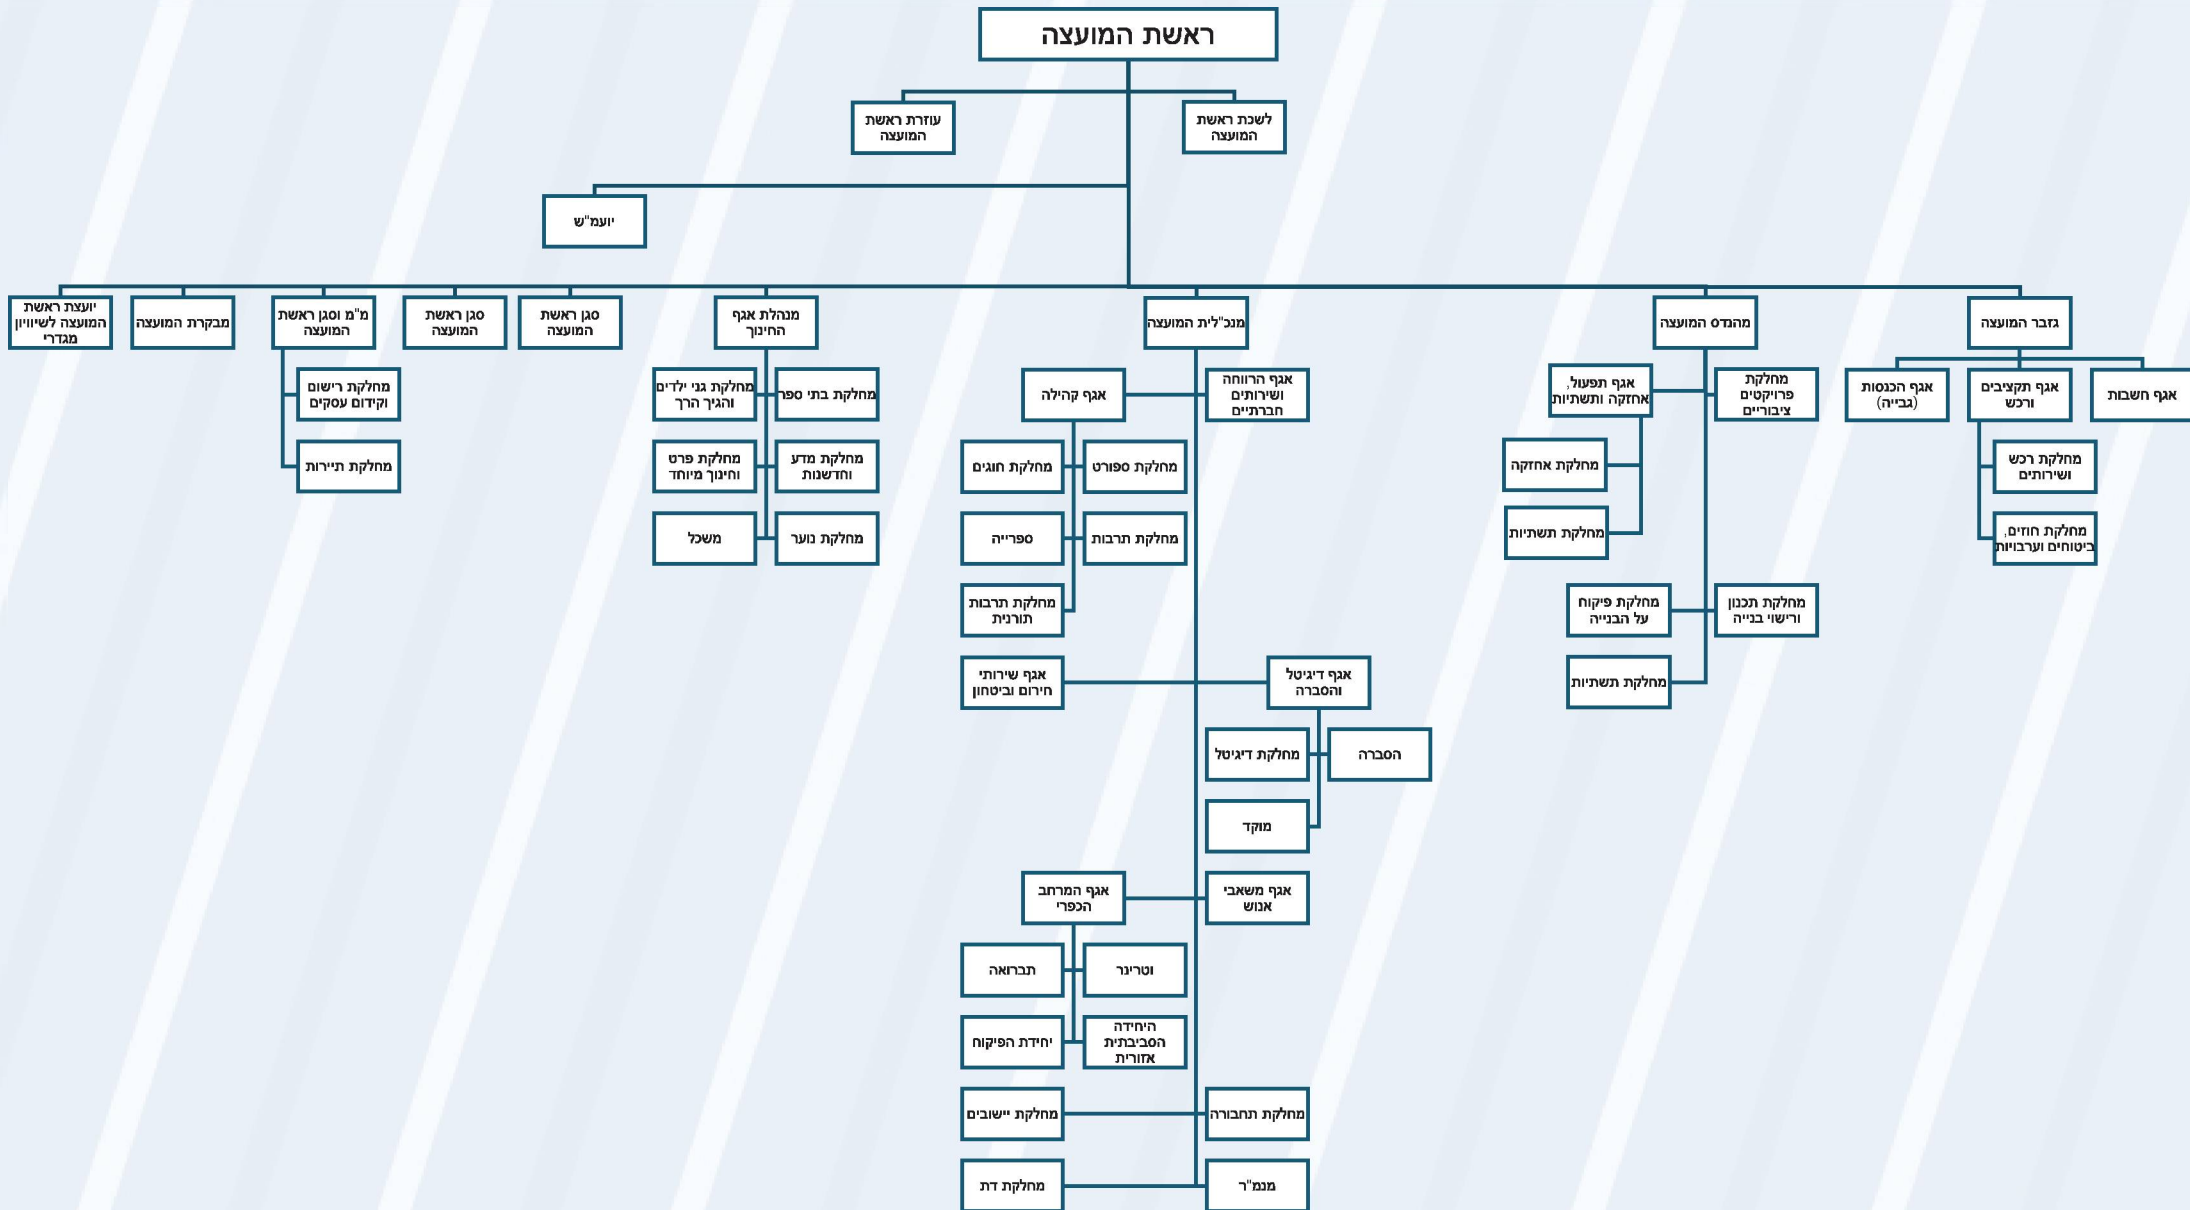 ראשת המועצה
לשכת ראשת
המועצה
עוזרת ראשת
המועצה
יועמ"ש
גזבר המועצה
מהנדס המועצה
מנכ"לית המועצה
מנהלת אגף
החינוך
סגן ראשת
המועצה
סגן ראשת
המועצה
מ"מ וסגן ראשת
המועצה
מבקרת המועצה
יועצת ראשת
המועצה לשיוויון
מגדרי
אגף חשבות
אגף תקציבים
ורכש
אגף הכנסות
(גבייה)
מחלקת רכש
ושירותים
מחלקת חוזים,
ביטוחים וערבויות
מחלקת
פרויקטים
ציבוריים
אגף תפעול,
אחזקה ותשתיות
מחלקת אחזקה
מחלקת תשתיות
מחלקת תכנון
ורישוי בנייה
מחלקת פיקוח
על הבנייה
מחלקת תשתיות
אגף הרווחה
ושירותים
חברתיים
אגף קהילה
מחלקת ספורט
מחלקת חוגים
מחלקת תרבות
ספרייה
מחלקת תרבות
תורנית
אגף דיגיטל
והסברה
אגף שירותי
חירום וביטחון
הסברה
מחלקת דיגיטל
מוקד
אגף משאבי
אנוש
אגף המרחב
הכפרי
וטרינר
תברואה
היחידה
הסביבתית
אזורית
יחידת הפיקוח
מחלקת תחבורה
מחלקת יישובים
מנמ"ר
מחלקת דת
מחלקת בתי ספר
מחלקת גני ילדים
והגיך הרך
מחלקת מדע
וחדשנות
מחלקת פרט
וחינוך מיוחד
מחלקת נוער
משכל
מחלקת רישום
וקידום עסקים
מחלקת תיירות